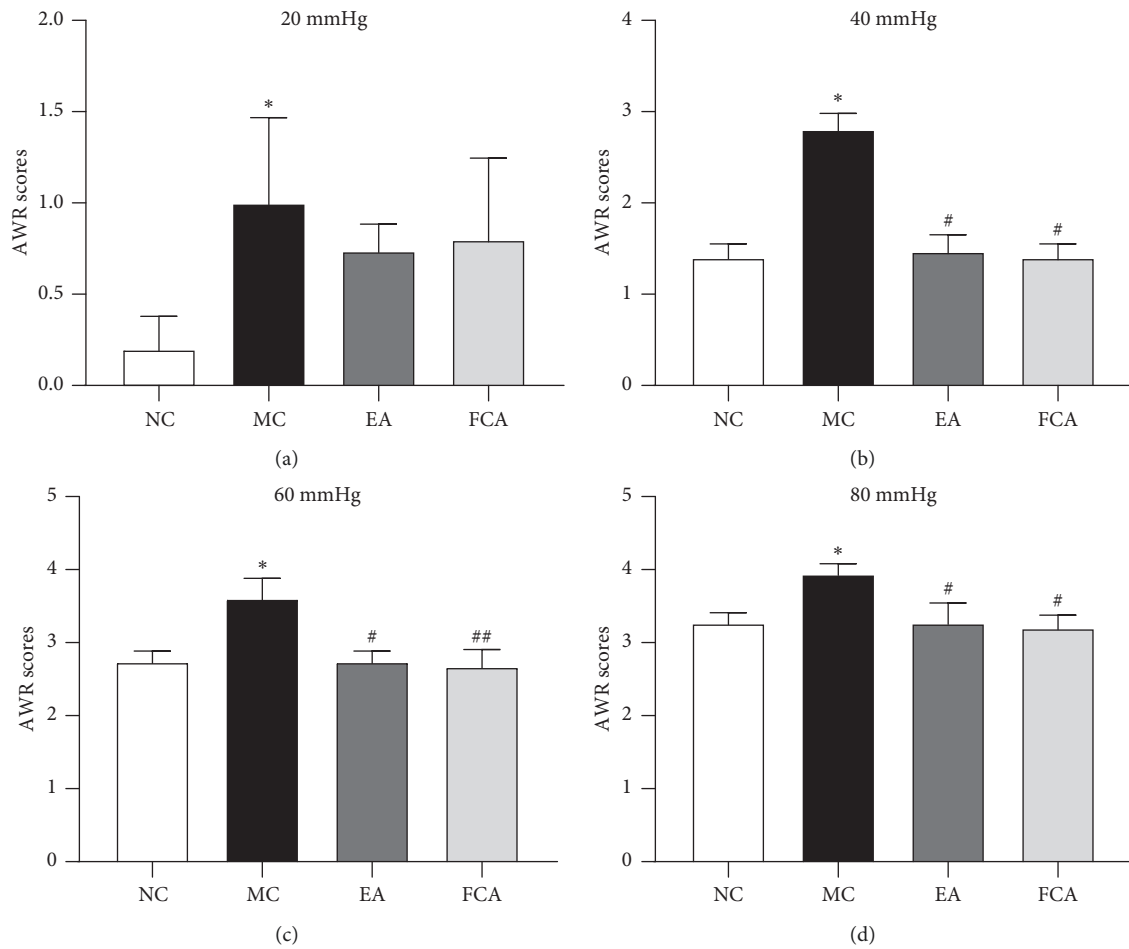 20 mmHg
AWR scores
2.0
1.5
1.0
0.5
0.0
*
NC MC EA FCA
(a)
40 mmHg
AWR scores
4
3
2
1
0
*
#
#
NC MC EA FCA
(b)
60 mmHg
AWR scores
5
4
3
2
1
0
*
#
##
NC MC EA FCA
(c)
80 mmHg
AWR scores
5
4
3
2
1
0
*
#
#
NC MC EA FCA
(d)